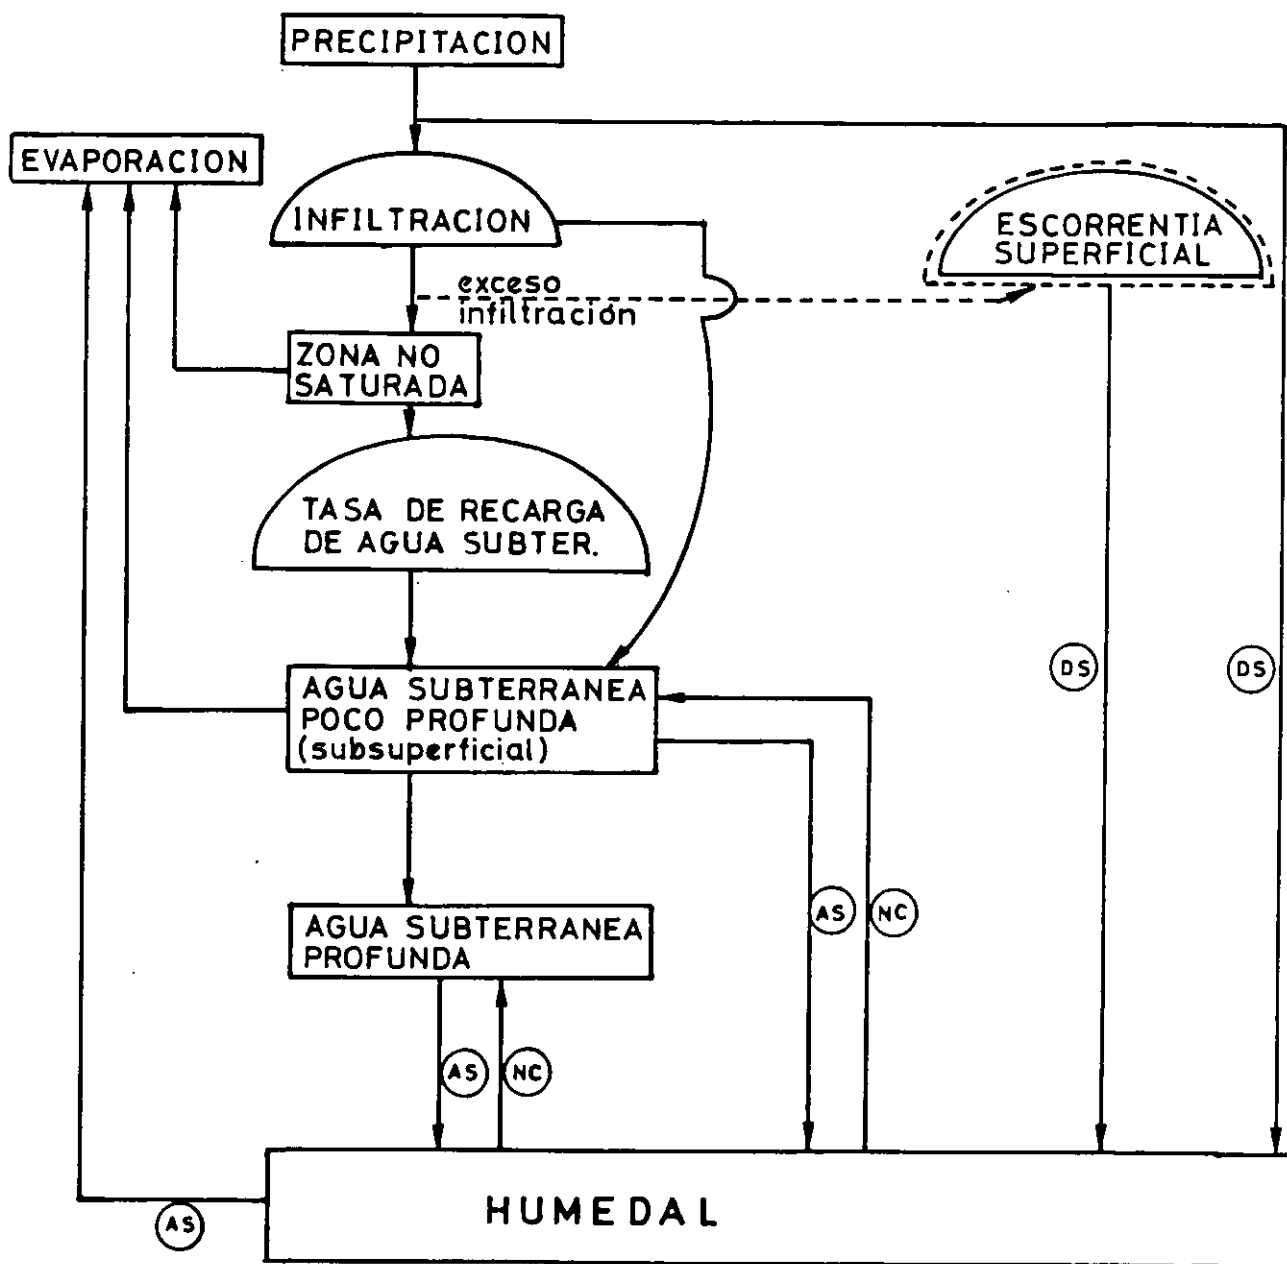 PRECIPITACION
EVAPORACION
INFILTRACION
ESCORRENTIA
SUPERFICIAL
exceso
infiltración
ZONA NO
SATURADA
TASA DE RECARGA
DE AGUA SUBTER.
DS
DS
AGUA SUBTERRANEA
POCO PROFUNDA
(subsuperficial)
AS
NC
AGUA SUBTERRANEA
PROFUNDA
AS
NC
AS
HUMEDAL